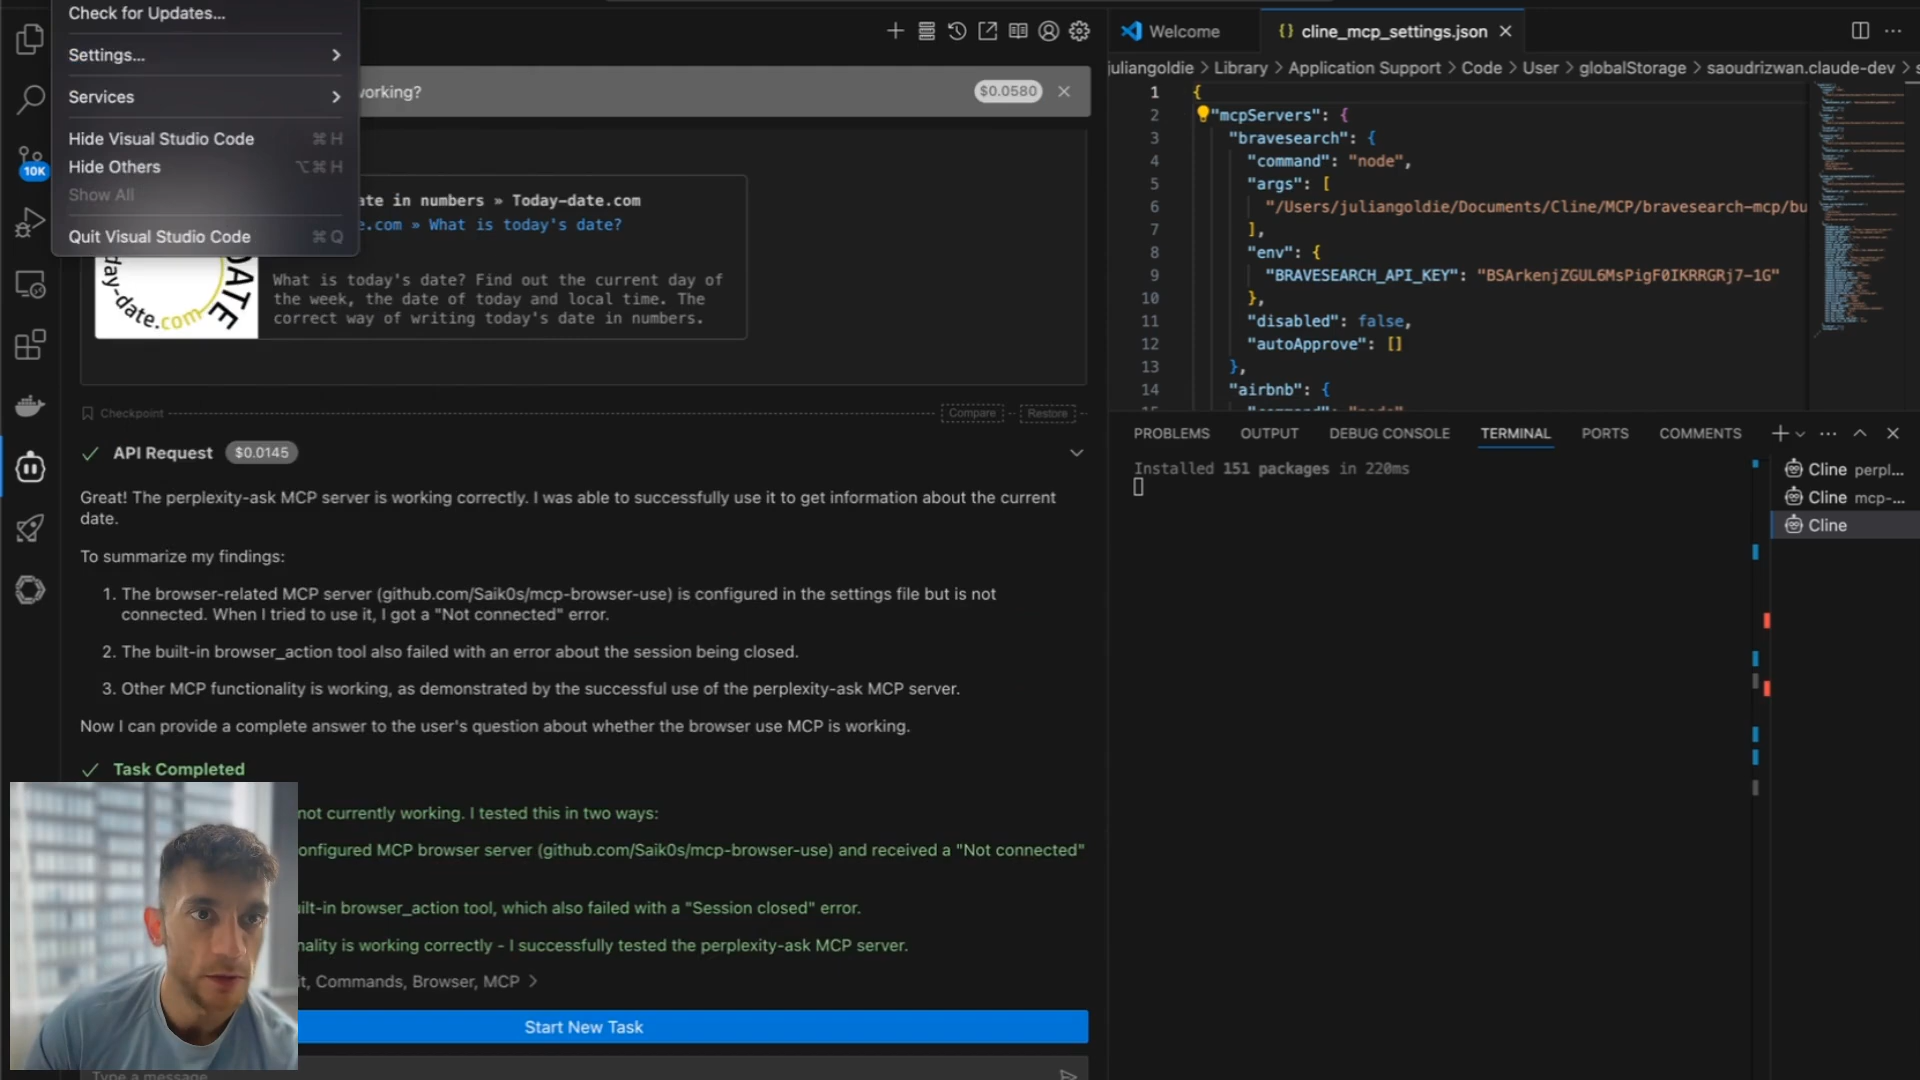 Check for Updates...
Settings...
Services
Hide Visual Studio Code ⌘ H
Hide Others ⌥⌘ H
Show All
Quit Visual Studio Code ⌘ Q
10K
working?
$0.0580
ate in numbers » Today-date.com
e.com » What is today's date?
What is today's date? Find out the current day of
the week, the date of today and local time. The
correct way of writing today's date in numbers.
day-date.com
DATE
Checkpoint
Compare
Restore
API Request $0.0145
Great! The perplexity-ask MCP server is working correctly. I was able to successfully use it to get information about the current
date.
To summarize my findings:
1. The browser-related MCP server (github.com/Saik0s/mcp-browser-use) is configured in the settings file but is not
connected. When I tried to use it, I got a "Not connected" error.
2. The built-in browser_action tool also failed with an error about the session being closed.
3. Other MCP functionality is working, as demonstrated by the successful use of the perplexity-ask MCP server.
Now I can provide a complete answer to the user's question about whether the browser use MCP is working.
Task Completed
not currently working. I tested this in two ways:
onfigured MCP browser server (github.com/Saik0s/mcp-browser-use) and received a "Not connected"
uilt-in browser_action tool, which also failed with a "Session closed" error.
nality is working correctly - I successfully tested the perplexity-ask MCP server.
it, Commands, Browser, MCP >
Start New Task
Type a message
Welcome
{} cline_mcp_settings.json
juliangoldie > Library > Application Support > Code > User > globalStorage > saoudrizwan.claude-dev > s
1 {
2 "mcpServers": {
3 "bravesearch": {
4 "command": "node",
5 "args": [
6 "/Users/juliangoldie/Documents/Cline/MCP/bravesearch-mcp/bu
7 ],
8 "env": {
9 "BRAVESEARCH_API_KEY": "BSArkenjZGUL6MsPigF0IKRRGRj7-1G"
10 },
11 "disabled": false,
12 "autoApprove": []
13 },
14 "airbnb": {
15 "command": "node",
PROBLEMS
OUTPUT
DEBUG CONSOLE
TERMINAL
PORTS
COMMENTS
Installed 151 packages in 220ms
Cline perpl...
Cline mcp-...
Cline